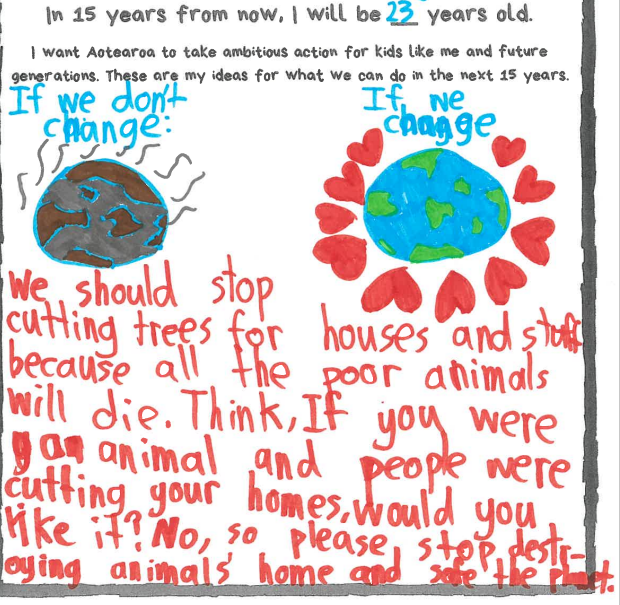 In 15 years from now, I will be 23 years old.
I want Aotearoa to take ambitious action for kids like me and future
generations. These are my ideas for what we can do in the next 15 years.
If we don't
change:
If we
change
We should stop
cutting trees for houses and stuff
because all the poor animals
will die. Think, If you were
an animal and people were
cutting your homes, would you
like it? No, so please stop destr-
oying animals' home and safe the planet.